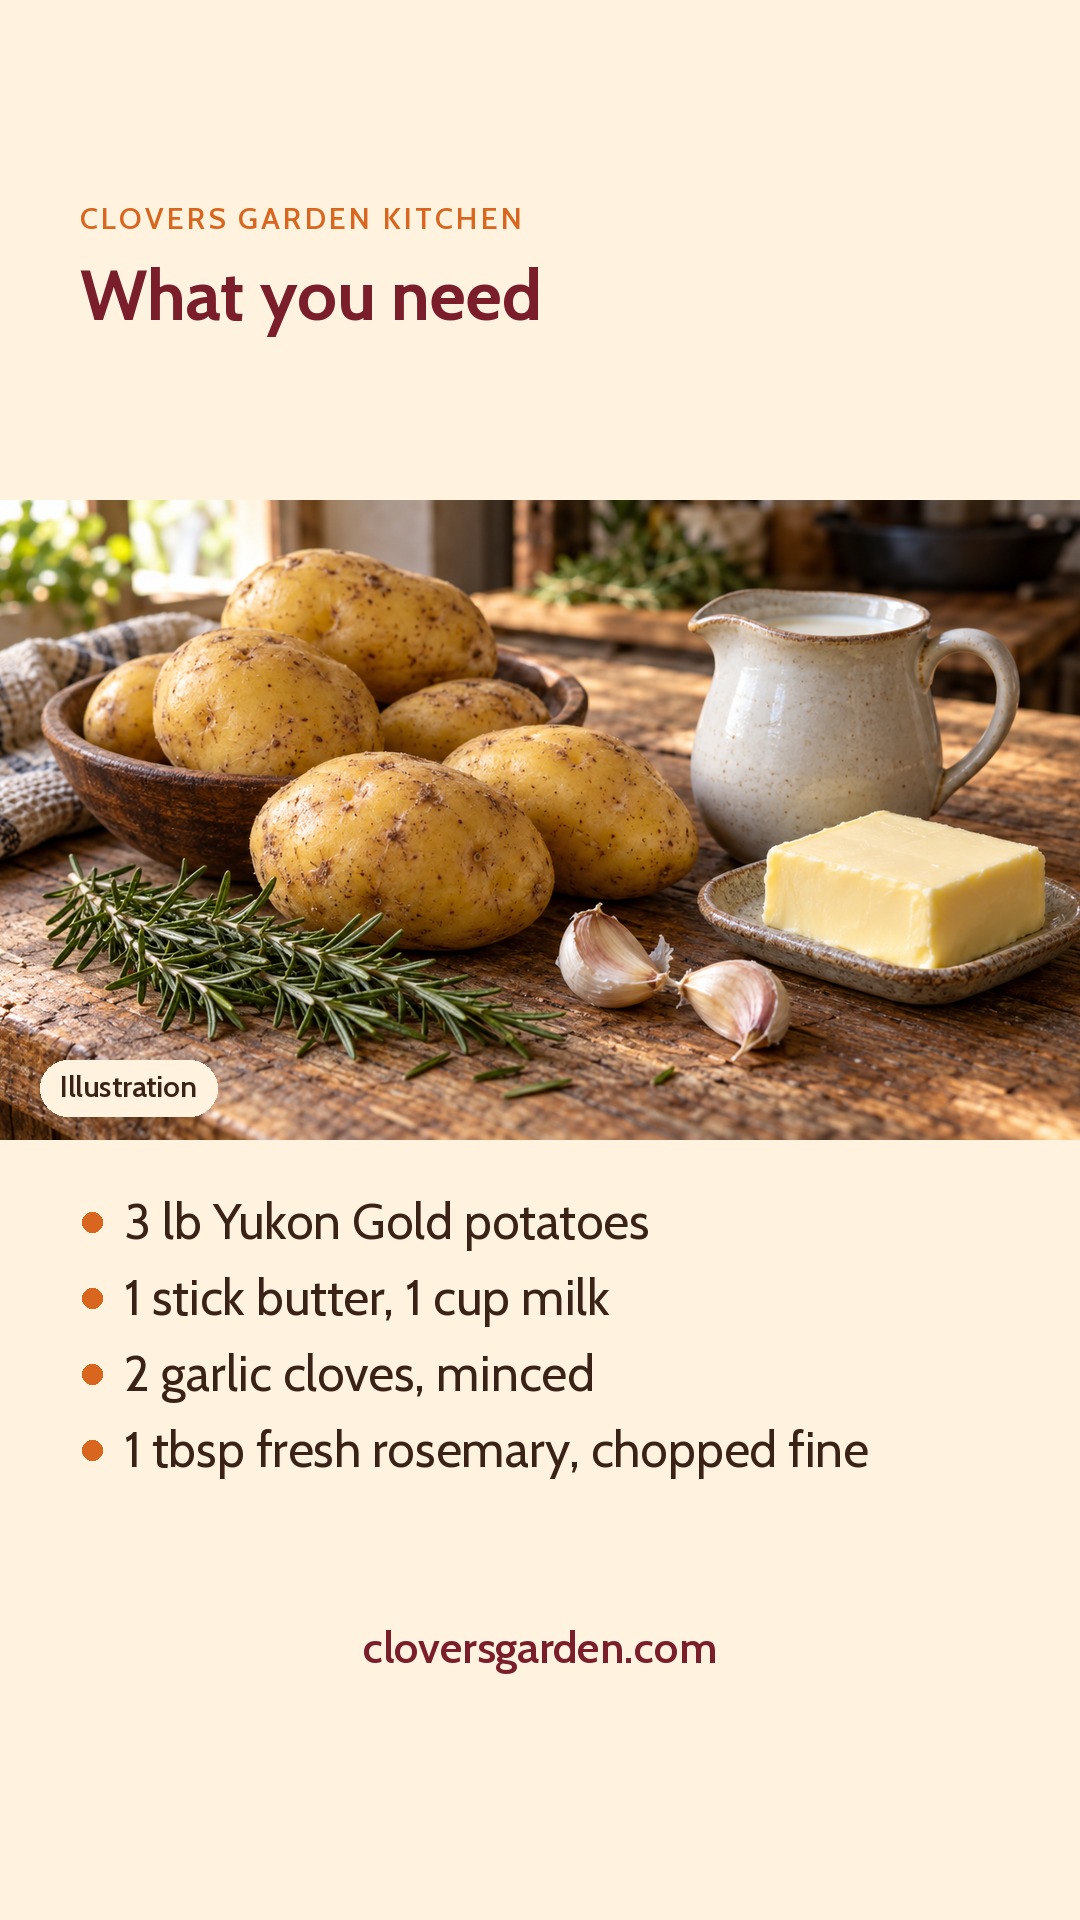 CLOVERS GARDEN KITCHEN
What you need
Illustration
3 lb Yukon Gold potatoes
1 stick butter, 1 cup milk
2 garlic cloves, minced
1 tbsp fresh rosemary, chopped fine
cloversgarden.com